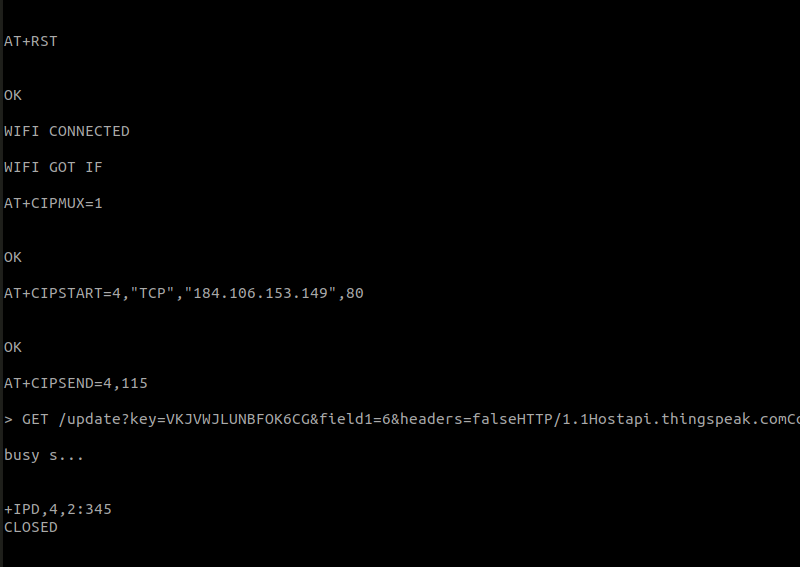 AT+RST
OK
WIFI CONNECTED
WIFI GOT IF
AT+CIPMUX=1
OK
AT+CIPSTART=4,"TCP","184.106.153.149",80
OK
AT+CIPSEND=4,115
> GET /update?key=VKJVWJLUNBFOK6CG&field1=6&headers=falseHTTP/1.1Hostapi.thingspeak.comCo
busy s...
+IPD,4,2:345
CLOSED